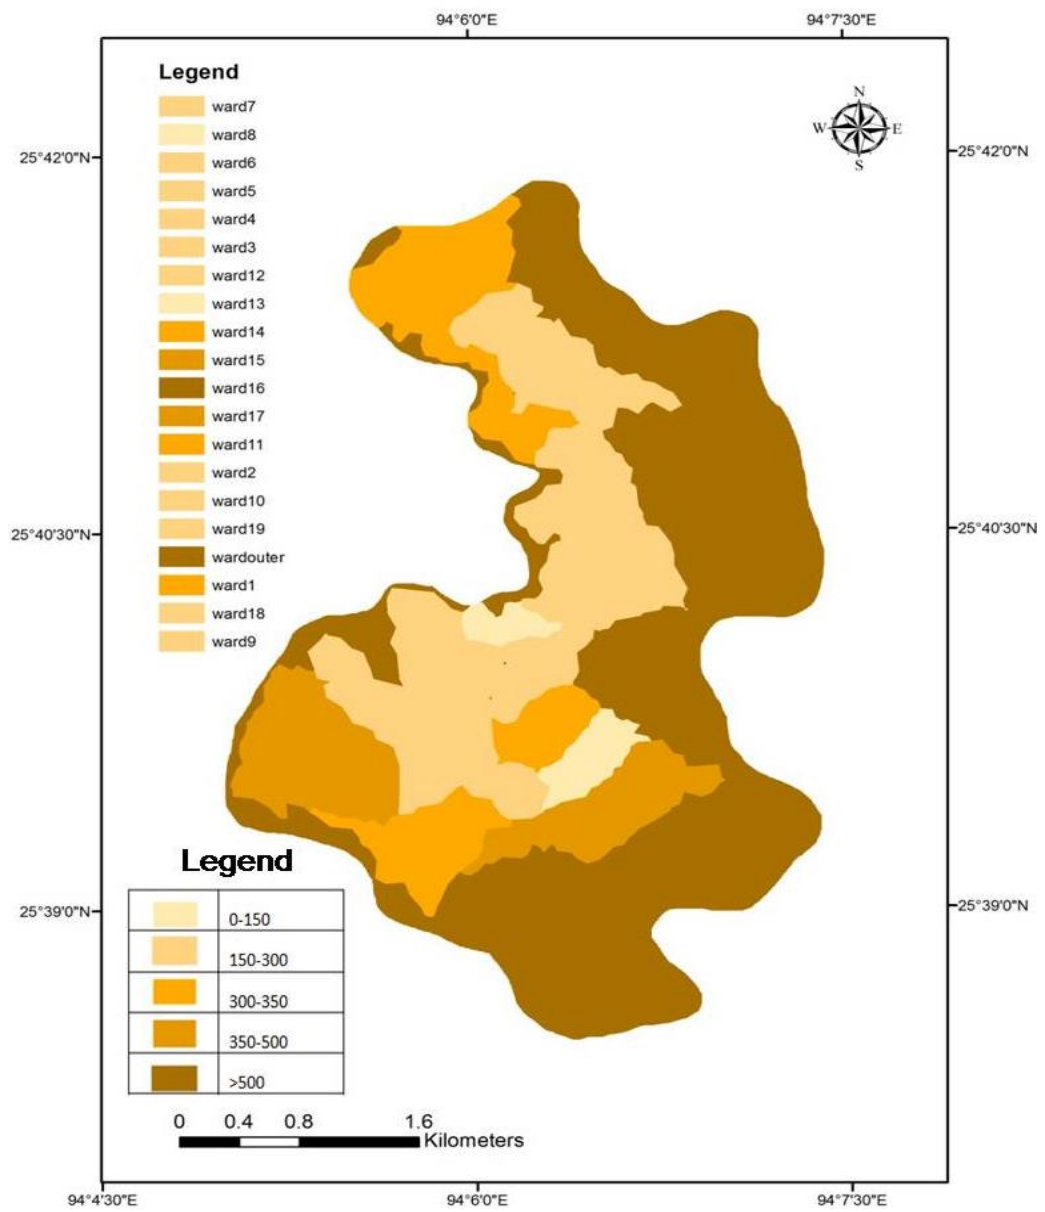 94°6'0"E 94°7'30"E
Legend
ward7
ward8
ward6
ward5
ward4
ward3
ward12
ward13
ward14
ward15
ward16
ward17
ward11
ward2
ward10
ward19
wardouter
ward1
ward18
ward9
N
W E
S
25°42'0"N 25°42'0"N
25°40'30"N 25°40'30"N
25°39'0"N 25°39'0"N
Legend
0-150
150-300
300-350
350-500
>500
0 0.4 0.8 1.6
Kilometers
94°4'30"E 94°6'0"E 94°7'30"E